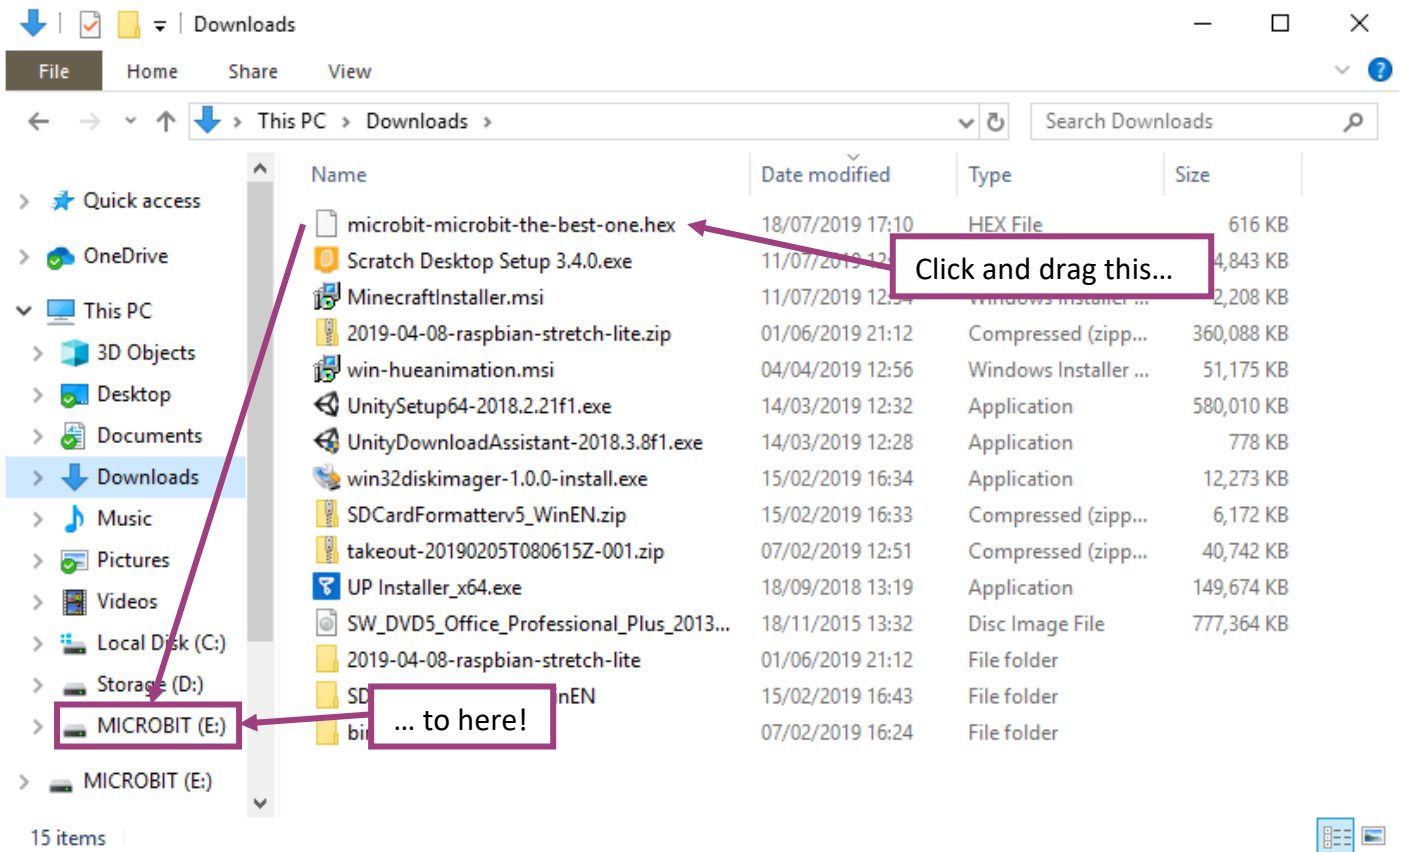 Downloads
File Home Share View
This PC > Downloads >
Search Downloads
Name Date modified Type Size
Quick access
OneDrive
This PC
3D Objects
Desktop
Documents
Downloads
Music
Pictures
Videos
Local Disk (C:)
Storage (D:)
MICROBIT (E:)
MICROBIT (E:)
microbit-microbit-the-best-one.hex 18/07/2019 17:10 HEX File 616 KB
Scratch Desktop Setup 3.4.0.exe 11/07/2019 4,843 KB
MinecraftInstaller.msi 11/07/2019 Windows Installer ... 2,208 KB
2019-04-08-raspbian-stretch-lite.zip 01/06/2019 21:12 Compressed (zipp... 360,088 KB
win-hueanimation.msi 04/04/2019 12:56 Windows Installer ... 51,175 KB
UnitySetup64-2018.2.21f1.exe 14/03/2019 12:32 Application 580,010 KB
UnityDownloadAssistant-2018.3.8f1.exe 14/03/2019 12:28 Application 778 KB
win32diskimager-1.0.0-install.exe 15/02/2019 16:34 Application 12,273 KB
SDCardFormatterv5_WinEN.zip 15/02/2019 16:33 Compressed (zipp... 6,172 KB
takeout-20190205T080615Z-001.zip 07/02/2019 12:51 Compressed (zipp... 40,742 KB
UP Installer_x64.exe 18/09/2018 13:19 Application 149,674 KB
SW_DVD5_Office_Professional_Plus_2013... 18/11/2015 13:32 Disc Image File 777,364 KB
2019-04-08-raspbian-stretch-lite 01/06/2019 21:12 File folder
SD inEN 15/02/2019 16:43 File folder
07/02/2019 16:24 File folder
Click and drag this...
... to here!
15 items